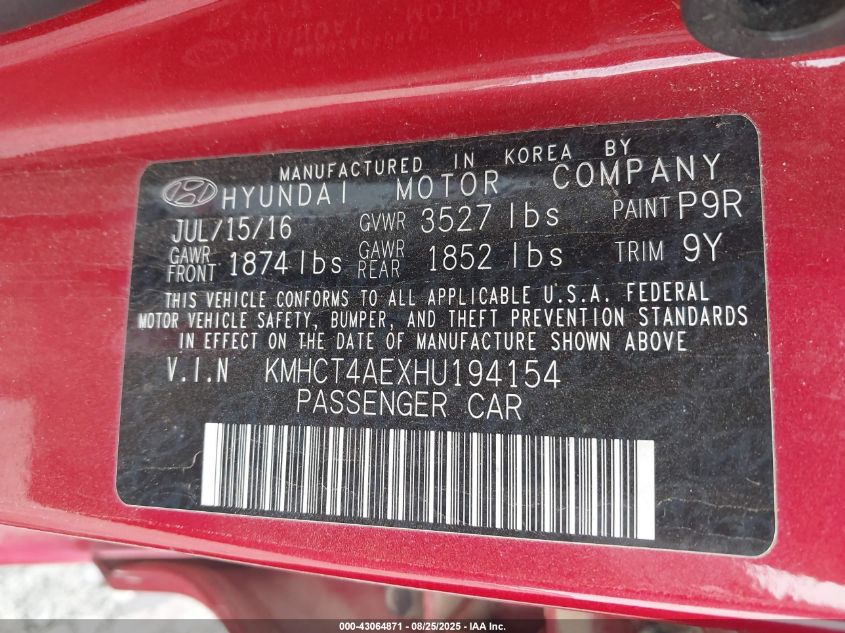 MANUFACTURED IN KOREA BY
HYUNDAI MOTOR COMPANY
JUL/15/16 GVWR 3527 lbs PAINT P9R
GAWR FRONT 1874 lbs GAWR REAR 1852 lbs TRIM 9Y
THIS VEHICLE CONFORMS TO ALL APPLICABLE U.S.A. FEDERAL
MOTOR VEHICLE SAFETY, BUMPER, AND THEFT PREVENTION STANDARDS
IN EFFECT ON THE DATE OF MANUFACTURE SHOWN ABOVE
V.I.N KMHCT4AEXHU194154
PASSENGER CAR
000-43064871 - 08/25/2025 - IAA Inc.